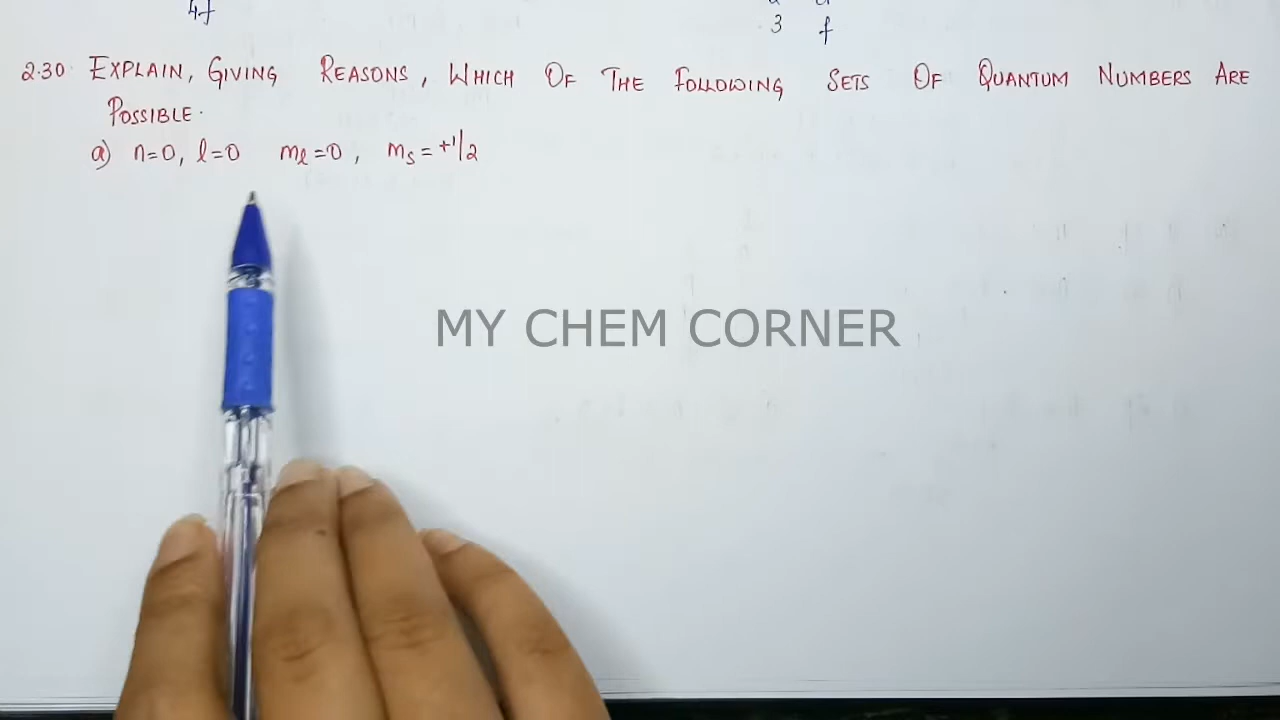 4f
3 f
2.30 EXPLAIN, GIVING REASONS, WHICH OF THE FOLLOWING SETS OF QUANTUM NUMBERS ARE
POSSIBLE.
a) n=0, l=0 ml=0, ms=+1/2
MY CHEM CORNER